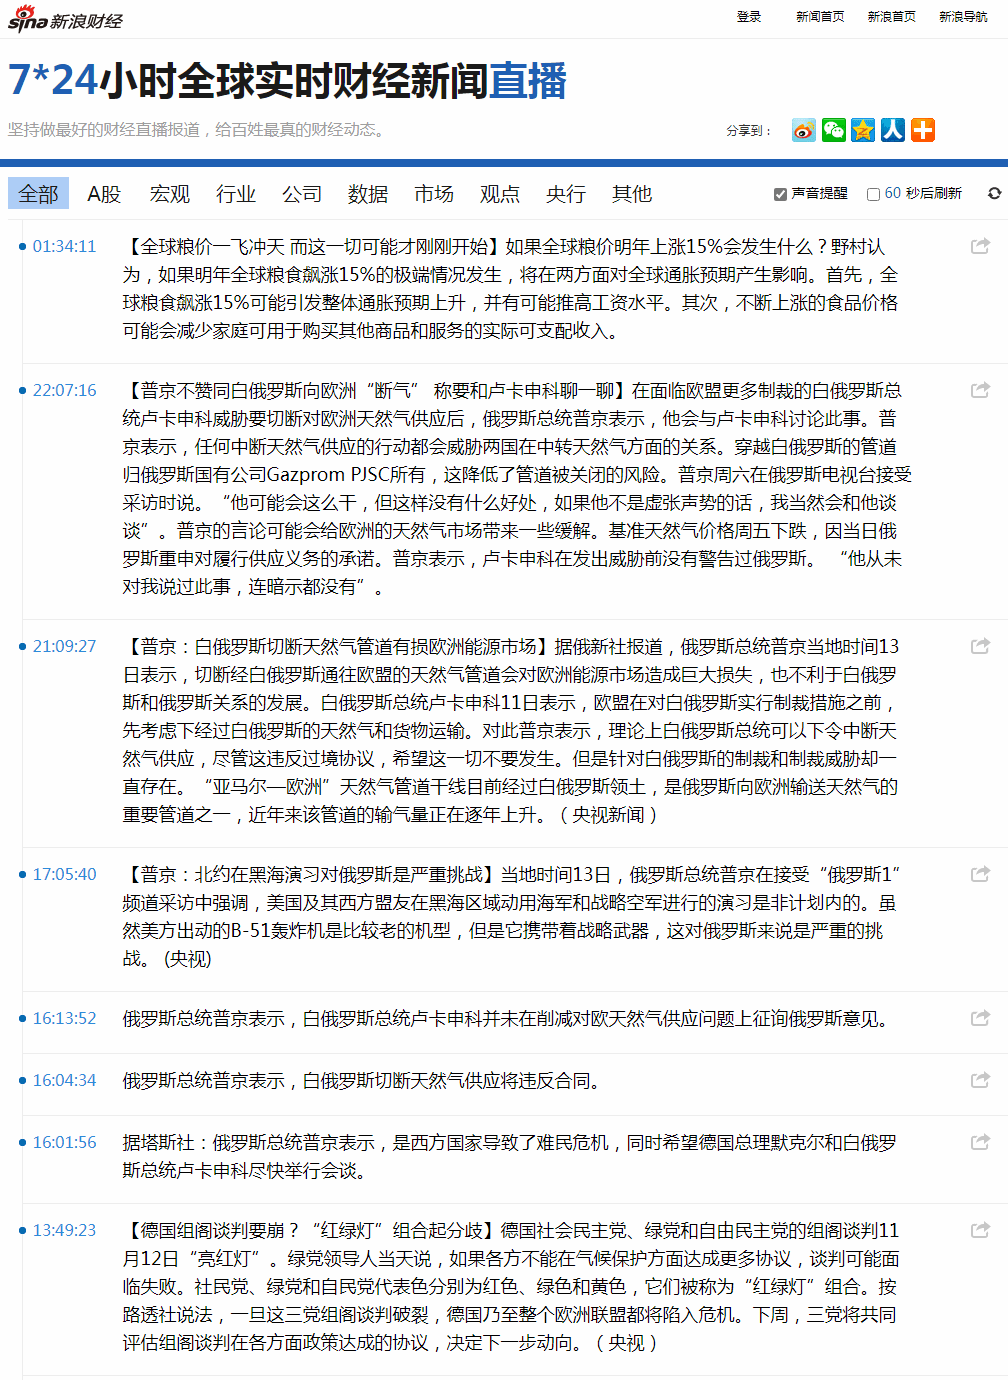 sina新浪财经
登录 新闻首页 新浪首页 新浪导航
7*24小时全球实时财经新闻直播
坚持做最好的财经直播报道，给百姓最真的财经动态。
分享到：
全部 A股 宏观 行业 公司 数据 市场 观点 央行 其他
声音提醒 60 秒后刷新
01:34:11 【全球粮价一飞冲天 而这一切可能才刚刚开始】如果全球粮价明年上涨15%会发生什么？野村认
为，如果明年全球粮食飙涨15%的极端情况发生，将在两方面对全球通胀预期产生影响。首先，全
球粮食飙涨15%可能引发整体通胀预期上升，并有可能推高工资水平。其次，不断上涨的食品价格
可能会减少家庭可用于购买其他商品和服务的实际可支配收入。
22:07:16 【普京不赞同白俄罗斯向欧洲“断气” 称要和卢卡申科聊一聊】在面临欧盟更多制裁的白俄罗斯总
统卢卡申科威胁要切断对欧洲天然气供应后，俄罗斯总统普京表示，他会与卢卡申科讨论此事。普
京表示，任何中断天然气供应的行动都会威胁两国在中转天然气方面的关系。穿越白俄罗斯的管道
归俄罗斯国有公司Gazprom PJSC所有，这降低了管道被关闭的风险。普京周六在俄罗斯电视台接受
采访时说。“他可能会这么干，但这样没有什么好处，如果他不是虚张声势的话，我当然会和他谈
谈”。普京的言论可能会给欧洲的天然气市场带来一些缓解。基准天然气价格周五下跌，因当日俄
罗斯重申对履行供应义务的承诺。普京表示，卢卡申科在发出威胁前没有警告过俄罗斯。 “他从未
对我说过此事，连暗示都没有”。
21:09:27 【普京：白俄罗斯切断天然气管道有损欧洲能源市场】据俄新社报道，俄罗斯总统普京当地时间13
日表示，切断经白俄罗斯通往欧盟的天然气管道会对欧洲能源市场造成巨大损失，也不利于白俄罗
斯和俄罗斯关系的发展。白俄罗斯总统卢卡申科11日表示，欧盟在对白俄罗斯实行制裁措施之前，
先考虑下经过白俄罗斯的天然气和货物运输。对此普京表示，理论上白俄罗斯总统可以下令中断天
然气供应，尽管这违反过境协议，希望这一切不要发生。但是针对白俄罗斯的制裁和制裁威胁却一
直存在。“亚马尔—欧洲”天然气管道干线目前经过白俄罗斯领土，是俄罗斯向欧洲输送天然气的
重要管道之一，近年来该管道的输气量正在逐年上升。（央视新闻）
17:05:40 【普京：北约在黑海演习对俄罗斯是严重挑战】当地时间13日，俄罗斯总统普京在接受“俄罗斯1”
频道采访中强调，美国及其西方盟友在黑海区域动用海军和战略空军进行的演习是非计划内的。虽
然美方出动的B-51轰炸机是比较老的机型，但是它携带着战略武器，这对俄罗斯来说是严重的挑
战。 (央视)
16:13:52 俄罗斯总统普京表示，白俄罗斯总统卢卡申科并未在削减对欧天然气供应问题上征询俄罗斯意见。
16:04:34 俄罗斯总统普京表示，白俄罗斯切断天然气供应将违反合同。
16:01:56 据塔斯社：俄罗斯总统普京表示，是西方国家导致了难民危机，同时希望德国总理默克尔和白俄罗
斯总统卢卡申科尽快举行会谈。
13:49:23 【德国组阁谈判要崩？“红绿灯”组合起分歧】德国社会民主党、绿党和自由民主党的组阁谈判11
月12日“亮红灯”。绿党领导人当天说，如果各方不能在气候保护方面达成更多协议，谈判可能面
临失败。社民党、绿党和自民党代表色分别为红色、绿色和黄色，它们被称为“红绿灯”组合。按
路透社说法，一旦这三党组阁谈判破裂，德国乃至整个欧洲联盟都将陷入危机。下周，三党将共同
评估组阁谈判在各方面政策达成的协议，决定下一步动向。（央视）